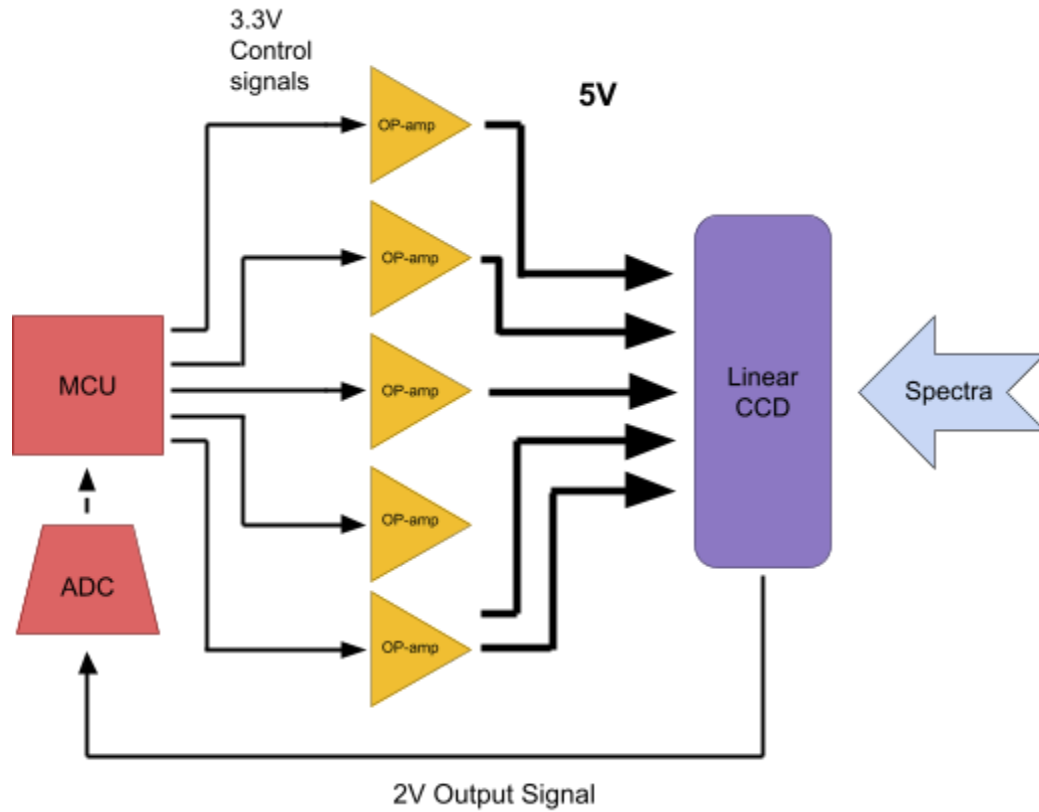 3.3V
Control
signals
5V
OP-amp
OP-amp
OP-amp
OP-amp
OP-amp
MCU
ADC
Linear
CCD
Spectra
2V Output Signal